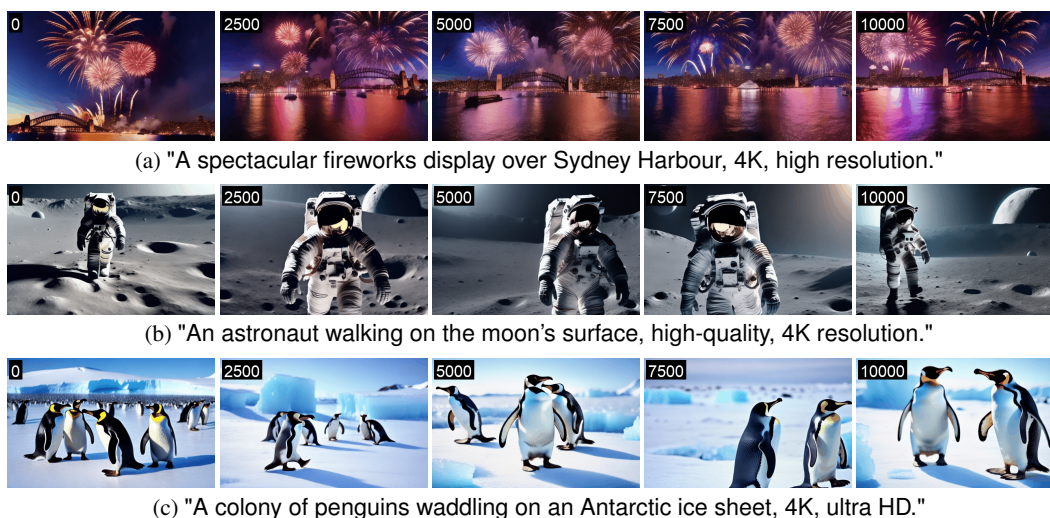 0 2500 5000 7500 10000
(a) "A spectacular fireworks display over Sydney Harbour, 4K, high resolution."
0 2500 5000 7500 10000
(b) "An astronaut walking on the moon's surface, high-quality, 4K resolution."
0 2500 5000 7500 10000
(c) "A colony of penguins waddling on an Antarctic ice sheet, 4K, ultra HD."